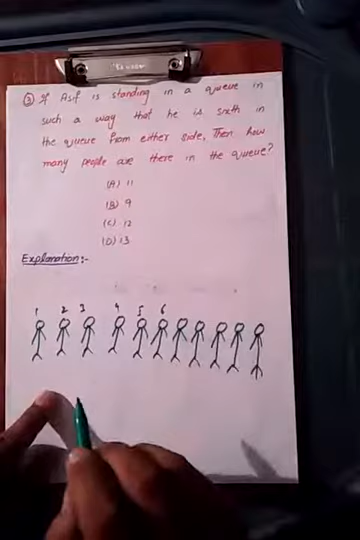 ③ If Asif is standing in a queue in
such a way that he is sixth in
the queue from either side, Then how
many people are there in the queue?
(A) 11
(B) 9
(C) 12
(D) 13
Explanation:-
1 2 3 4 5 6